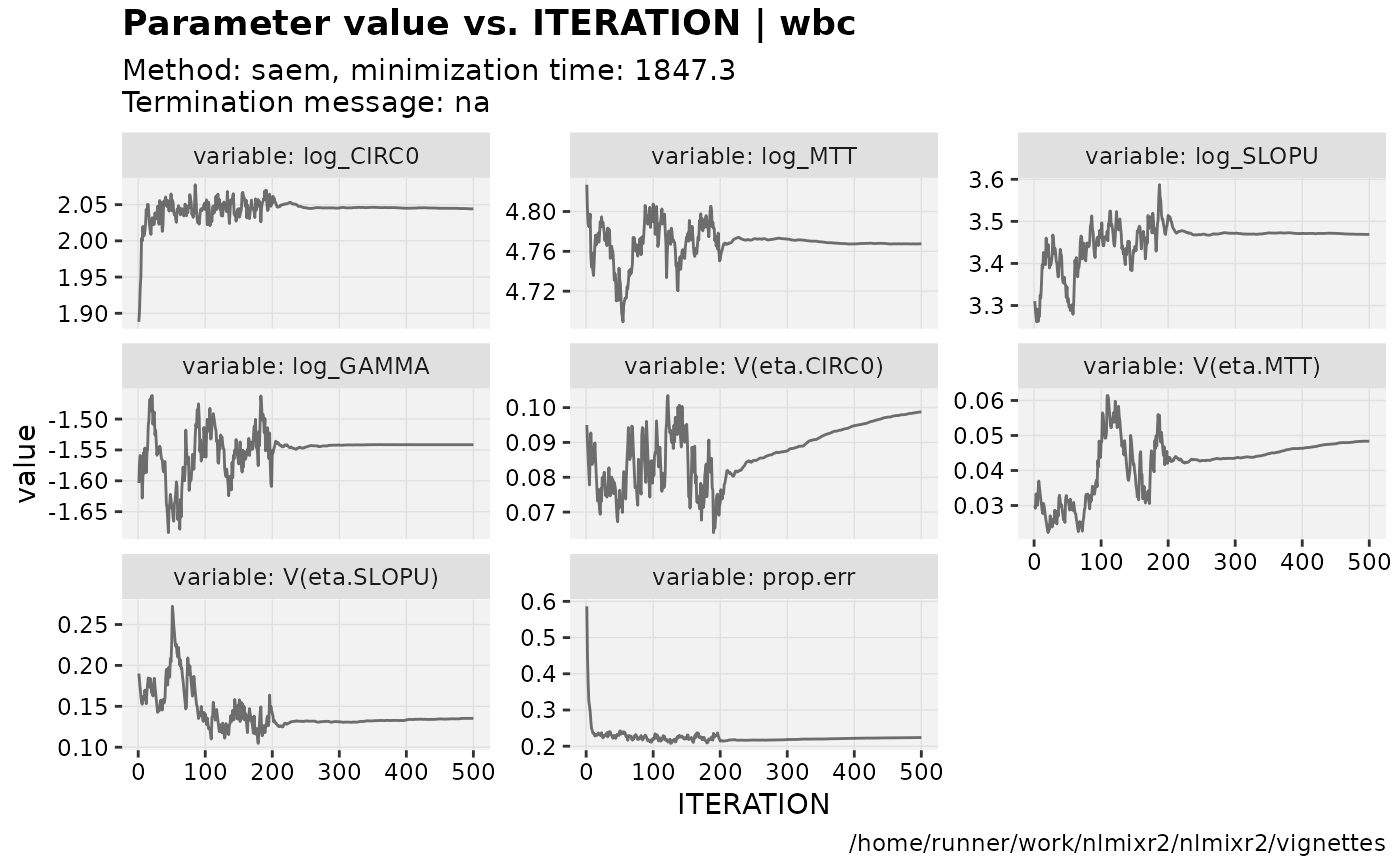 Parameter value vs. ITERATION | wbc
Method: saem, minimization time: 1847.3
Termination message: na
variable: log_CIRC0
variable: log_MTT
variable: log_SLOPU
2.05
2.00
1.95
1.90
4.80
4.76
4.72
3.6
3.5
3.4
3.3
variable: log_GAMMA
variable: V(eta.CIRC0)
variable: V(eta.MTT)
-1.50
-1.55
-1.60
-1.65
0.10
0.09
0.08
0.07
0.06
0.05
0.04
0.03
0 100 200 300 400 500
value
variable: V(eta.SLOPU)
variable: prop.err
0.25
0.20
0.15
0.10
0.6
0.5
0.4
0.3
0.2
0 100 200 300 400 500
0 100 200 300 400 500
ITERATION
/home/runner/work/nlmixr2/nlmixr2/vignettes